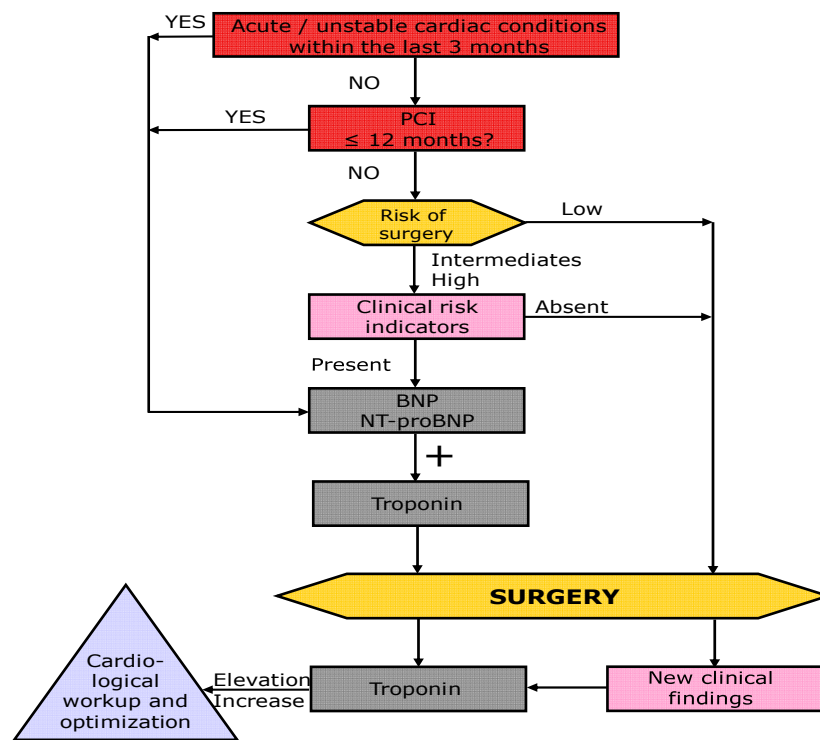 YES
Acute / unstable cardiac conditions
within the last 3 months
NO
YES
PCI
≤ 12 months?
NO
Risk of
surgery
Low
Intermediates
High
Clinical risk
indicators
Absent
Present
BNP
NT-proBNP
+
Troponin
SURGERY
Cardio-
logical
workup and
optimization
Elevation
Increase
Troponin
New clinical
findings